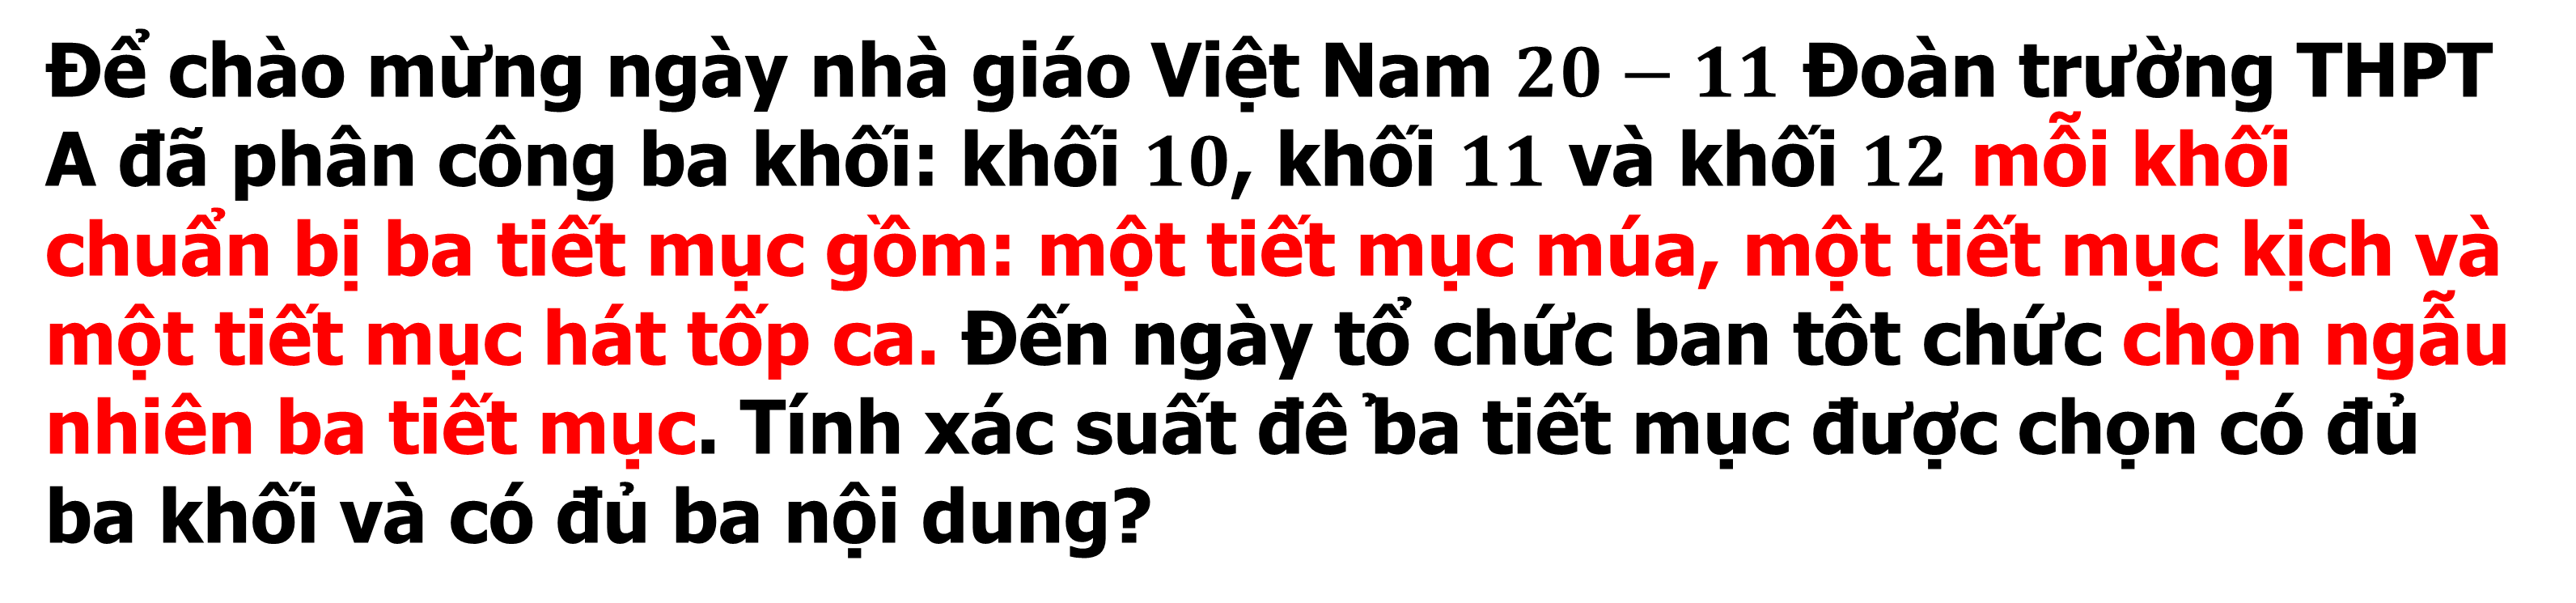 Để chào mừng ngày nhà giáo Việt Nam 20 − 11 Đoàn trường THPT
A đã phân công ba khối: khối 10, khối 11 và khối 12 mỗi khối
chuẩn bị ba tiết mục gồm: một tiết mục múa, một tiết mục kịch và
một tiết mục hát tốp ca. Đến ngày tổ chức ban tôt chức chọn ngẫu
nhiên ba tiết mục. Tính xác suất để ba tiết mục được chọn có đủ
ba khối và có đủ ba nội dung?